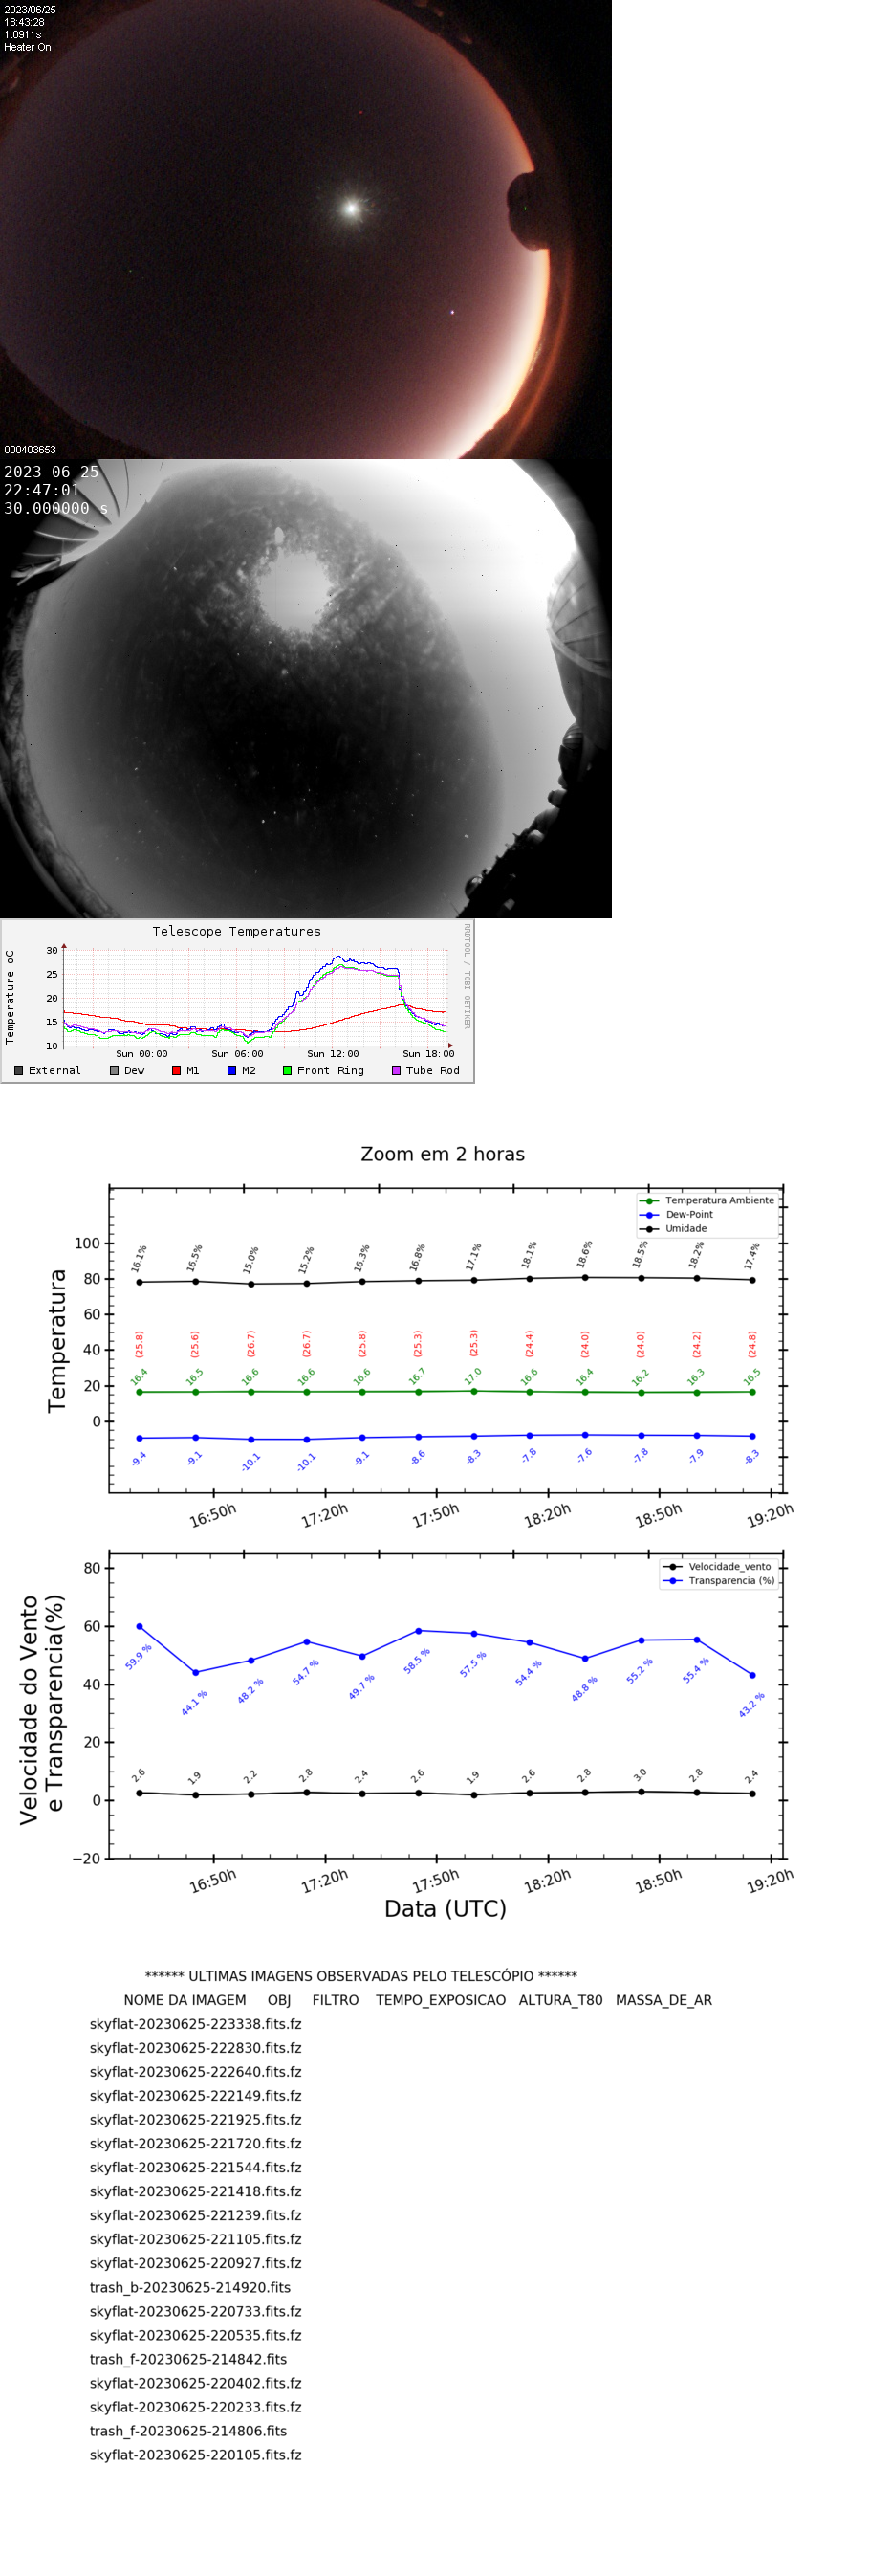 2023/06/25
18:43:28
1.0911s
Heater On
000403653
2023-06-25
22:47:01
30.000000 s
Telescope Temperatures
RRDTOOL / TOBI OETIKER
Temperature oC
30
25
20
15
10
Sun 00:00 Sun 06:00 Sun 12:00 Sun 18:00
External Dew M1 M2 Front Ring Tube Rod
Zoom em 2 horas
Temperatura
Temperatura Ambiente
Dew-Point
Umidade
100
80
60
40
20
0
16.1% 16.5% 15.0% 15.2% 16.3% 16.8% 17.1% 18.1% 18.6% 18.5% 18.2% 17.4%
(25.8) (25.6) (26.7) (26.7) (25.8) (25.3) (25.3) (24.4) (24.0) (24.0) (24.2) (24.8)
16.4 16.5 16.6 16.6 16.6 16.7 17.0 16.6 16.4 16.2 16.3 16.5
-9.4 -9.1 -10.1 -10.1 -9.1 -8.6 -8.3 -7.8 -7.6 -7.8 -7.9 -8.3
16:50h 17:20h 17:50h 18:20h 18:50h 19:20h
Velocidade do Vento
e Transparencia(%)
Velocidade_vento
Transparencia (%)
80
60
40
20
0
−20
59.9 % 44.1 % 48.2 % 54.7 % 49.7 % 58.5 % 57.5 % 54.4 % 48.8 % 55.2 % 55.4 % 43.2 %
2.6 1.9 2.2 2.8 2.4 2.6 1.9 2.6 2.8 3.0 2.8 2.4
16:50h 17:20h 17:50h 18:20h 18:50h 19:20h
Data (UTC)
****** ULTIMAS IMAGENS OBSERVADAS PELO TELESCÓPIO ******
NOME DA IMAGEM OBJ FILTRO TEMPO_EXPOSICAO ALTURA_T80 MASSA_DE_AR
skyflat-20230625-223338.fits.fz
skyflat-20230625-222830.fits.fz
skyflat-20230625-222640.fits.fz
skyflat-20230625-222149.fits.fz
skyflat-20230625-221925.fits.fz
skyflat-20230625-221720.fits.fz
skyflat-20230625-221544.fits.fz
skyflat-20230625-221418.fits.fz
skyflat-20230625-221239.fits.fz
skyflat-20230625-221105.fits.fz
skyflat-20230625-220927.fits.fz
trash_b-20230625-214920.fits
skyflat-20230625-220733.fits.fz
skyflat-20230625-220535.fits.fz
trash_f-20230625-214842.fits
skyflat-20230625-220402.fits.fz
skyflat-20230625-220233.fits.fz
trash_f-20230625-214806.fits
skyflat-20230625-220105.fits.fz